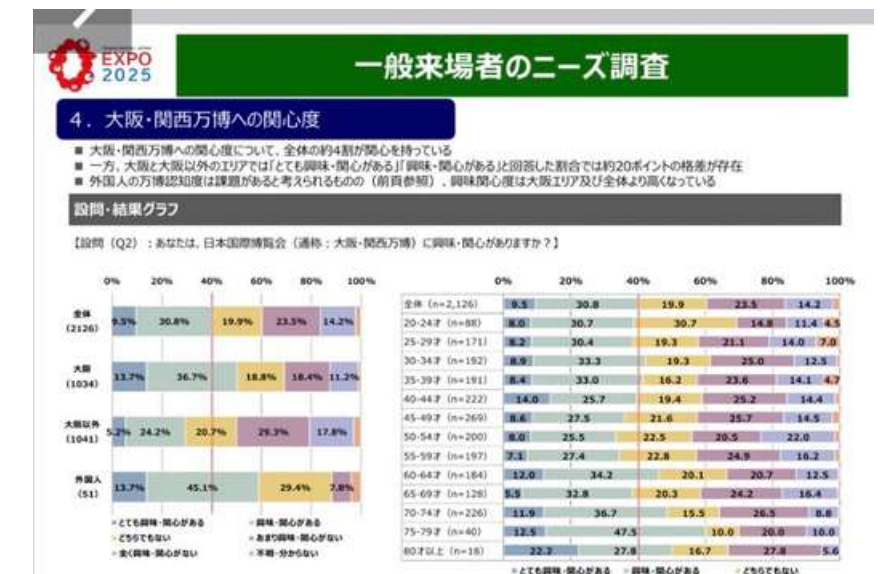 EXPO
2025
一般来場者のニーズ調査
4．大阪・関西万博への関心度
■ 大阪・関西万博への関心度について、全体の約4割が関心を持っている
■ 一方、大阪と大阪以外のエリアでは「とても興味・関心がある」「興味・関心がある」と回答した割合では約20ポイントの格差が存在
■ 外国人の万博認知度は課題があると考えられるものの（前頁参照）、興味関心度は大阪エリア及び全体より高くなっている
設問・結果グラフ
【設問（Q2）：あなたは、日本国際博覧会（通称：大阪・関西万博）に興味・関心がありますか？】
0% 20% 40% 60% 80% 100%
全体
(2126)
9.5% 30.8% 19.9% 23.5% 14.2%
大阪
(1034)
13.7% 36.7% 18.8% 18.4% 11.2%
大阪以外
(1041)
5.2% 24.2% 20.7% 29.3% 17.8%
外国人
(51)
13.7% 45.1% 29.4% 7.8%
とても興味・関心がある 興味・関心がある
どちらでもない あまり興味・関心がない
全く興味・関心がない 不明・分からない
0% 20% 40% 60% 80% 100%
全体 (n=2,126) 9.5 30.8 19.9 23.5 14.2
20-24才 (n=88) 8.0 30.7 30.7 14.8 11.4 4.5
25-29才 (n=171) 8.2 30.4 19.3 21.1 14.0 7.0
30-34才 (n=192) 8.9 33.3 19.3 25.0 12.5
35-39才 (n=191) 8.4 33.0 16.2 23.6 14.1 4.7
40-44才 (n=222) 14.0 25.7 19.4 25.2 14.4
45-49才 (n=269) 8.6 27.5 21.6 25.7 14.5
50-54才 (n=200) 8.0 25.5 22.5 20.5 22.0
55-59才 (n=197) 7.1 27.4 22.8 24.9 16.2
60-64才 (n=184) 12.0 34.2 20.1 20.7 12.5
65-69才 (n=128) 5.5 32.8 20.3 24.2 16.4
70-74才 (n=226) 11.9 36.7 15.5 26.5 8.8
75-79才 (n=40) 12.5 47.5 10.0 20.0 10.0
80才以上 (n=18) 22.2 27.8 16.7 27.8 5.6
とても興味・関心がある 興味・関心がある どちらでもない